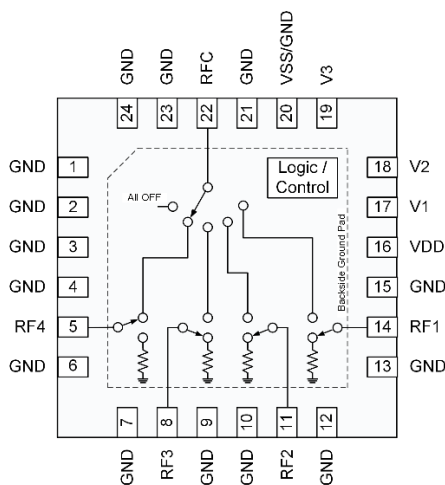 GND
GND
RFC
GND
VSS/GND
V3
24
23
22
21
20
19
GND 1
GND 2
GND 3
GND 4
RF4 5
GND 6
Logic /
Control
All OFF
Backside Ground Pad
18 V2
17 V1
16 VDD
15 GND
14 RF1
13 GND
7
8
9
10
11
12
GND
RF3
GND
GND
RF2
GND